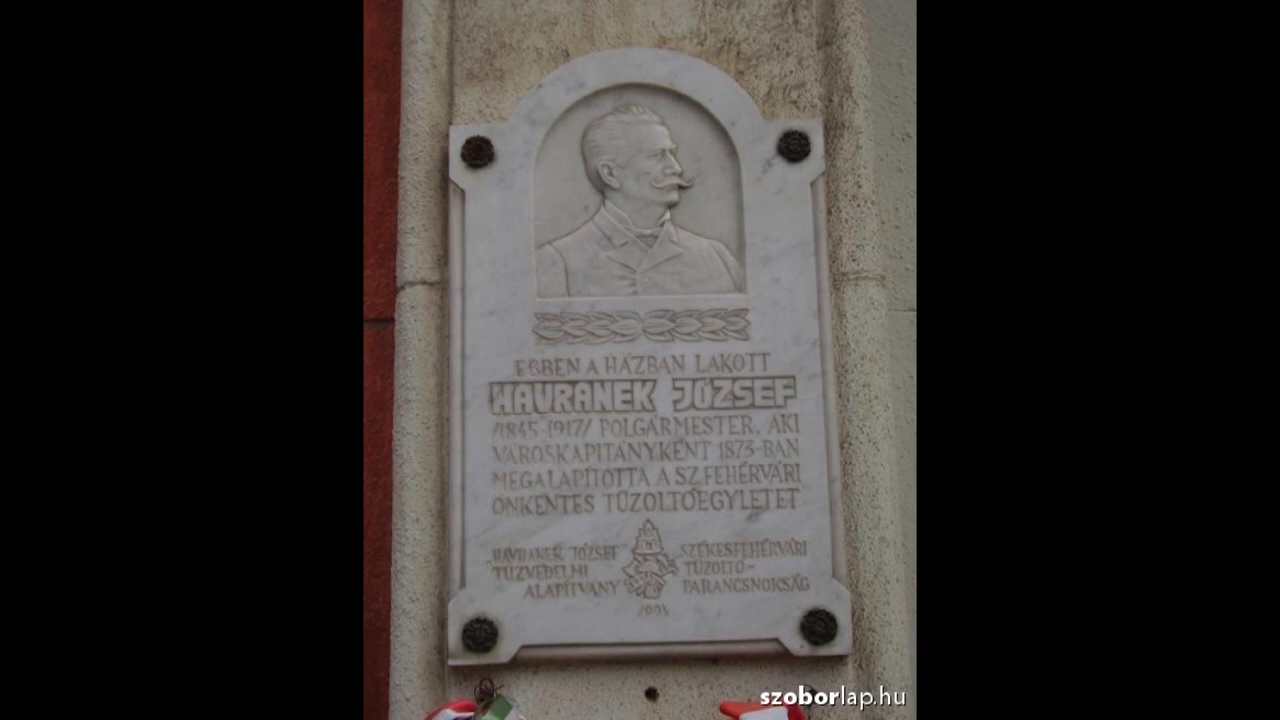 EBBEN A HÁZBAN LAKOTT
HAVRANEK JÓZSEF
/1845-1917/ POLGÁRMESTER, AKI
VÁROSKAPITÁNYKÉNT 1873-BAN
MEGALAPÍTOTTA A SZ.FEHÉRVÁRI
ÖNKÉNTES TŰZOLTÓEGYLETET
„HAVRANEK JÓZSEF”
TŰZVÉDELMI
ALAPÍTVÁNY
SZÉKESFEHÉRVÁRI
TŰZOLTÓ-
PARANCSNOKSÁG
szoborlap.hu